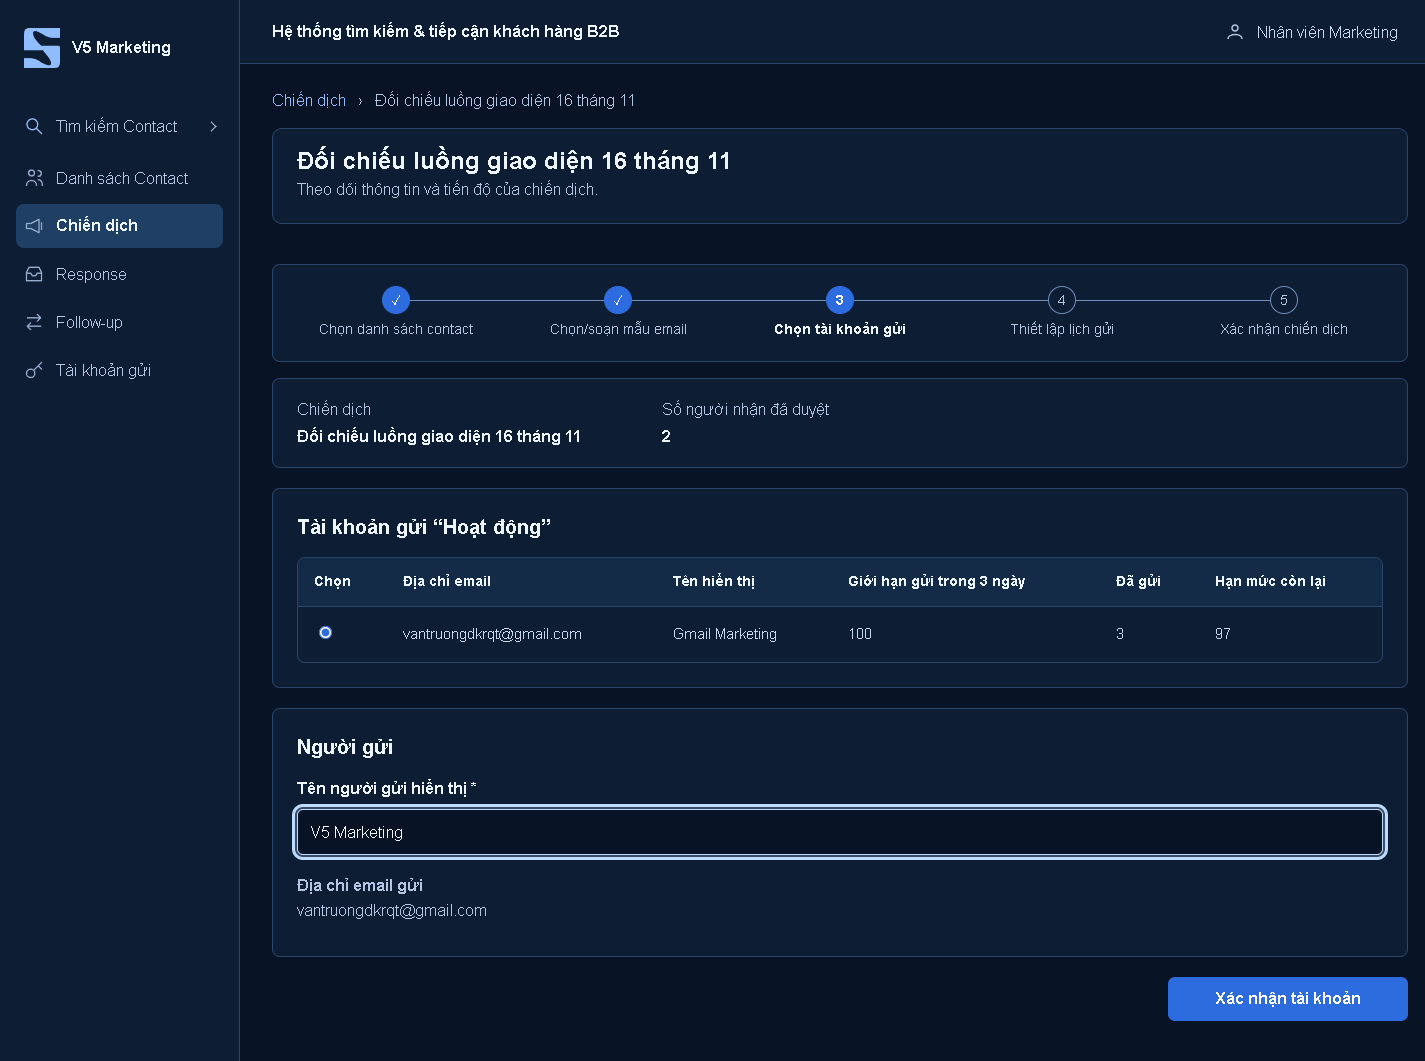 V5 Marketing
Hệ thống tìm kiếm & tiếp cận khách hàng B2B
Nhân viên Marketing
Tìm kiếm Contact
Danh sách Contact
Chiến dịch
Response
Follow-up
Tài khoản gửi
Chiến dịch › Đối chiếu luồng giao diện 16 tháng 11
Đối chiếu luồng giao diện 16 tháng 11
Theo dõi thông tin và tiến độ của chiến dịch.
✓ ✓ 3 4 5
Chọn danh sách contact Chọn/soạn mẫu email Chọn tài khoản gửi Thiết lập lịch gửi Xác nhận chiến dịch
Chiến dịch Số người nhận đã duyệt
Đối chiếu luồng giao diện 16 tháng 11 2
Tài khoản gửi “Hoạt động”
Chọn Địa chỉ email Tên hiển thị Giới hạn gửi trong 3 ngày Đã gửi Hạn mức còn lại
vantruongdkrqt@gmail.com Gmail Marketing 100 3 97
Người gửi
Tên người gửi hiển thị *
V5 Marketing
Địa chỉ email gửi
vantruongdkrqt@gmail.com
Xác nhận tài khoản